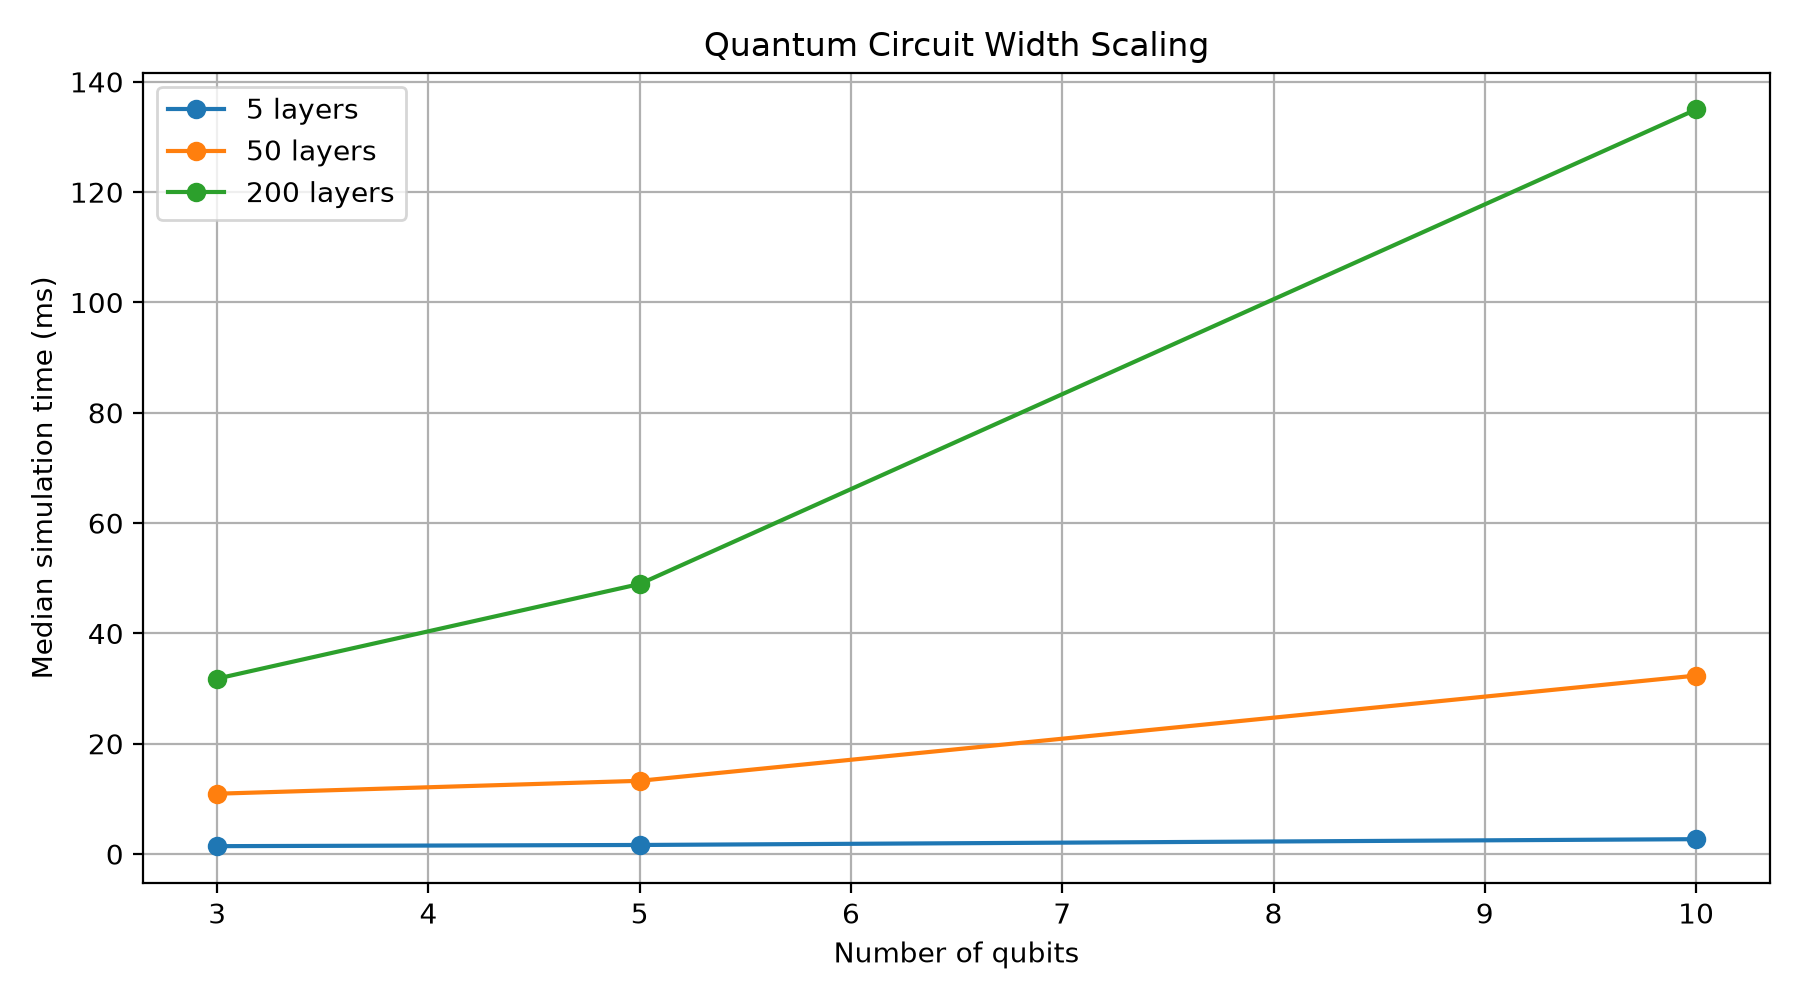 Quantum Circuit Width Scaling
140
120
100
80
60
40
20
0
Median simulation time (ms)
5 layers
50 layers
200 layers
3 4 5 6 7 8 9 10
Number of qubits